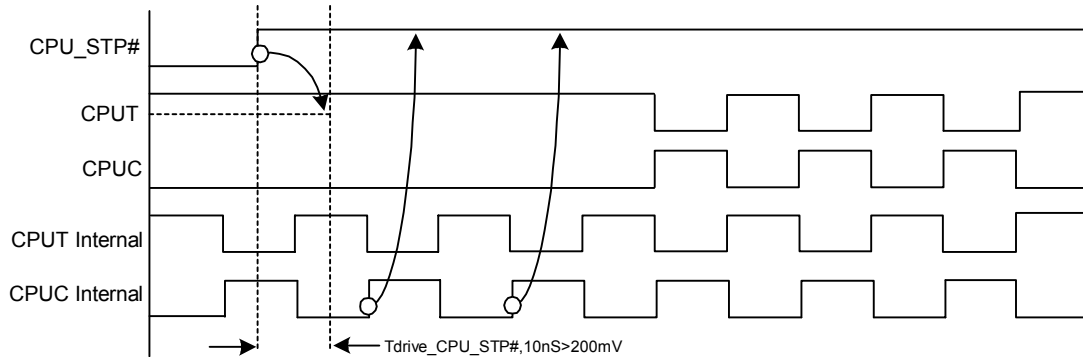 CPU_STP#
CPUT
CPUC
CPUT Internal
CPUC Internal
Tdrive_CPU_STP#,10nS>200mV